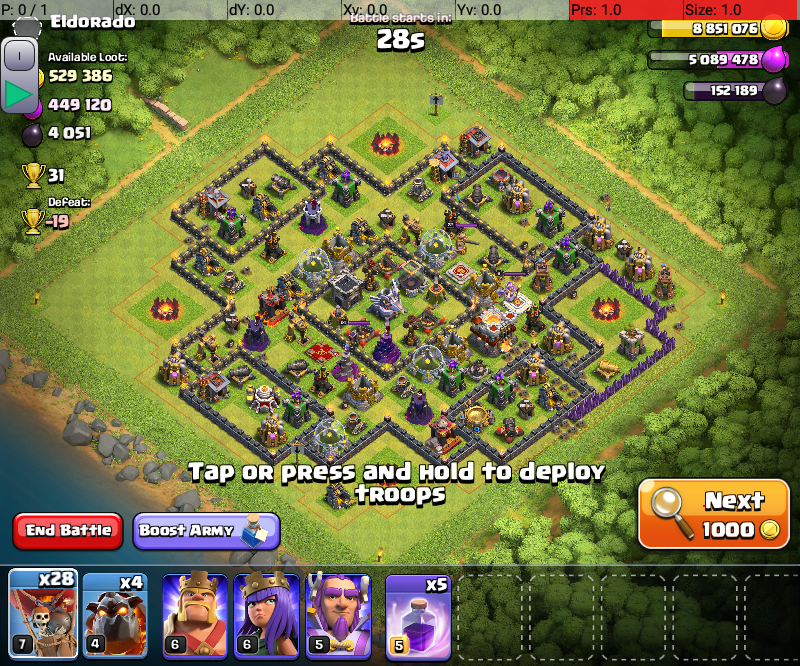 P: 0 / 1 dX: 0.0 dY: 0.0 Xv: 0.0 Yv: 0.0 Prs: 1.0 Size: 1.0
Eldorado
Battle starts in:
28s
Available Loot:
529 386
449 120
4 051
31
Defeat:
-19
8 851 076
5 089 478
152 189
Tap or press and hold to deploy
troops
End Battle
Boost Army
Next
1000
x28
x4
x5
7
4
6
6
5
5